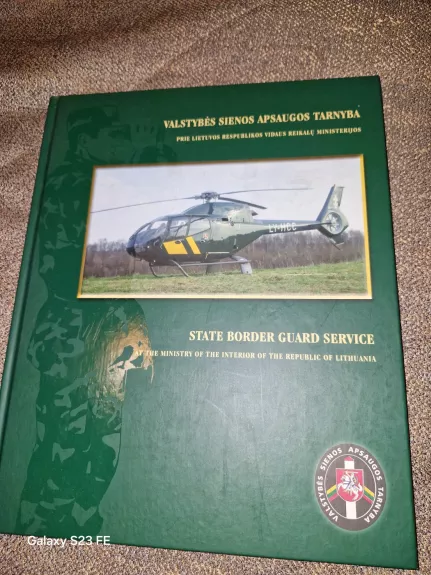 VALSTYBĖS SIENOS APSAUGOS TARNYBA
PRIE LIETUVOS RESPUBLIKOS VIDAUS REIKALŲ MINISTERIJOS
LY-HCC
STATE BORDER GUARD SERVICE
THE MINISTRY OF THE INTERIOR OF THE REPUBLIC OF LITHUANIA
VALSTYBĖS SIENOS APSAUGOS TARNYBA
Galaxy S23 FE